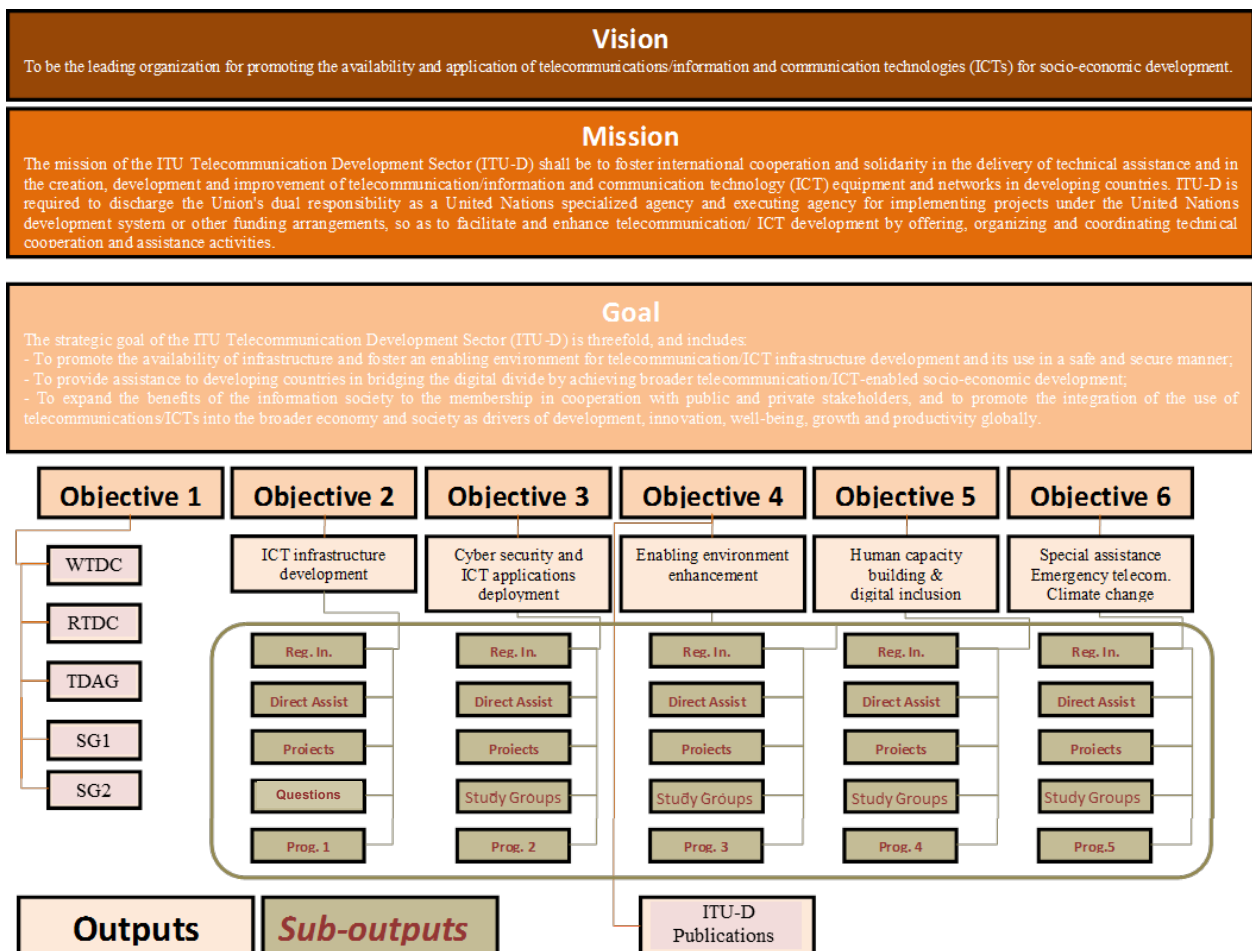 Vision
To be the leading organization for promoting the availability and application of telecommunications/information and communication technologies (ICTs) for socio-economic development.
Mission
The mission of the ITU Telecommunication Development Sector (ITU-D) shall be to foster international cooperation and solidarity in the delivery of technical assistance and in
the creation, development and improvement of telecommunication/information and communication technology (ICT) equipment and networks in developing countries. ITU-D is
required to discharge the Union's dual responsibility as a United Nations specialized agency and executing agency for implementing projects under the United Nations
development system or other funding arrangements, so as to facilitate and enhance telecommunication/ ICT development by offering, organizing and coordinating technical
cooperation and assistance activities.
Goal
The strategic goal of the ITU Telecommunication Development Sector (ITU-D) is threefold, and includes:
- To promote the availability of infrastructure and foster an enabling environment for telecommunication/ICT infrastructure development and its use in a safe and secure manner;
- To provide assistance to developing countries in bridging the digital divide by achieving broader telecommunication/ICT-enabled socio-economic development;
- To expand the benefits of the information society to the membership in cooperation with public and private stakeholders, and to promote the integration of the use of
telecommunications/ICTs into the broader economy and society as drivers of development, innovation, well-being, growth and productivity globally.
Objective 1
Objective 2
Objective 3
Objective 4
Objective 5
Objective 6
ICT infrastructure
development
Cyber security and
ICT applications
deployment
Enabling environment
enhancement
Human capacity
building &
digital inclusion
Special assistance
Emergency telecom.
Climate change
WTDC
RTDC
TDAG
SG1
SG2
Reg. In.
Direct Assist
Projects
Questions
Prog. 1
Reg. In.
Direct Assist
Projects
Study Groups
Prog. 2
Reg. In.
Direct Assist
Projects
Study Groups
Prog. 3
Reg. In.
Direct Assist
Projects
Study Groups
Prog. 4
Reg. In.
Direct Assist
Projects
Study Groups
Prog.5
Outputs
Sub-outputs
ITU-D
Publications